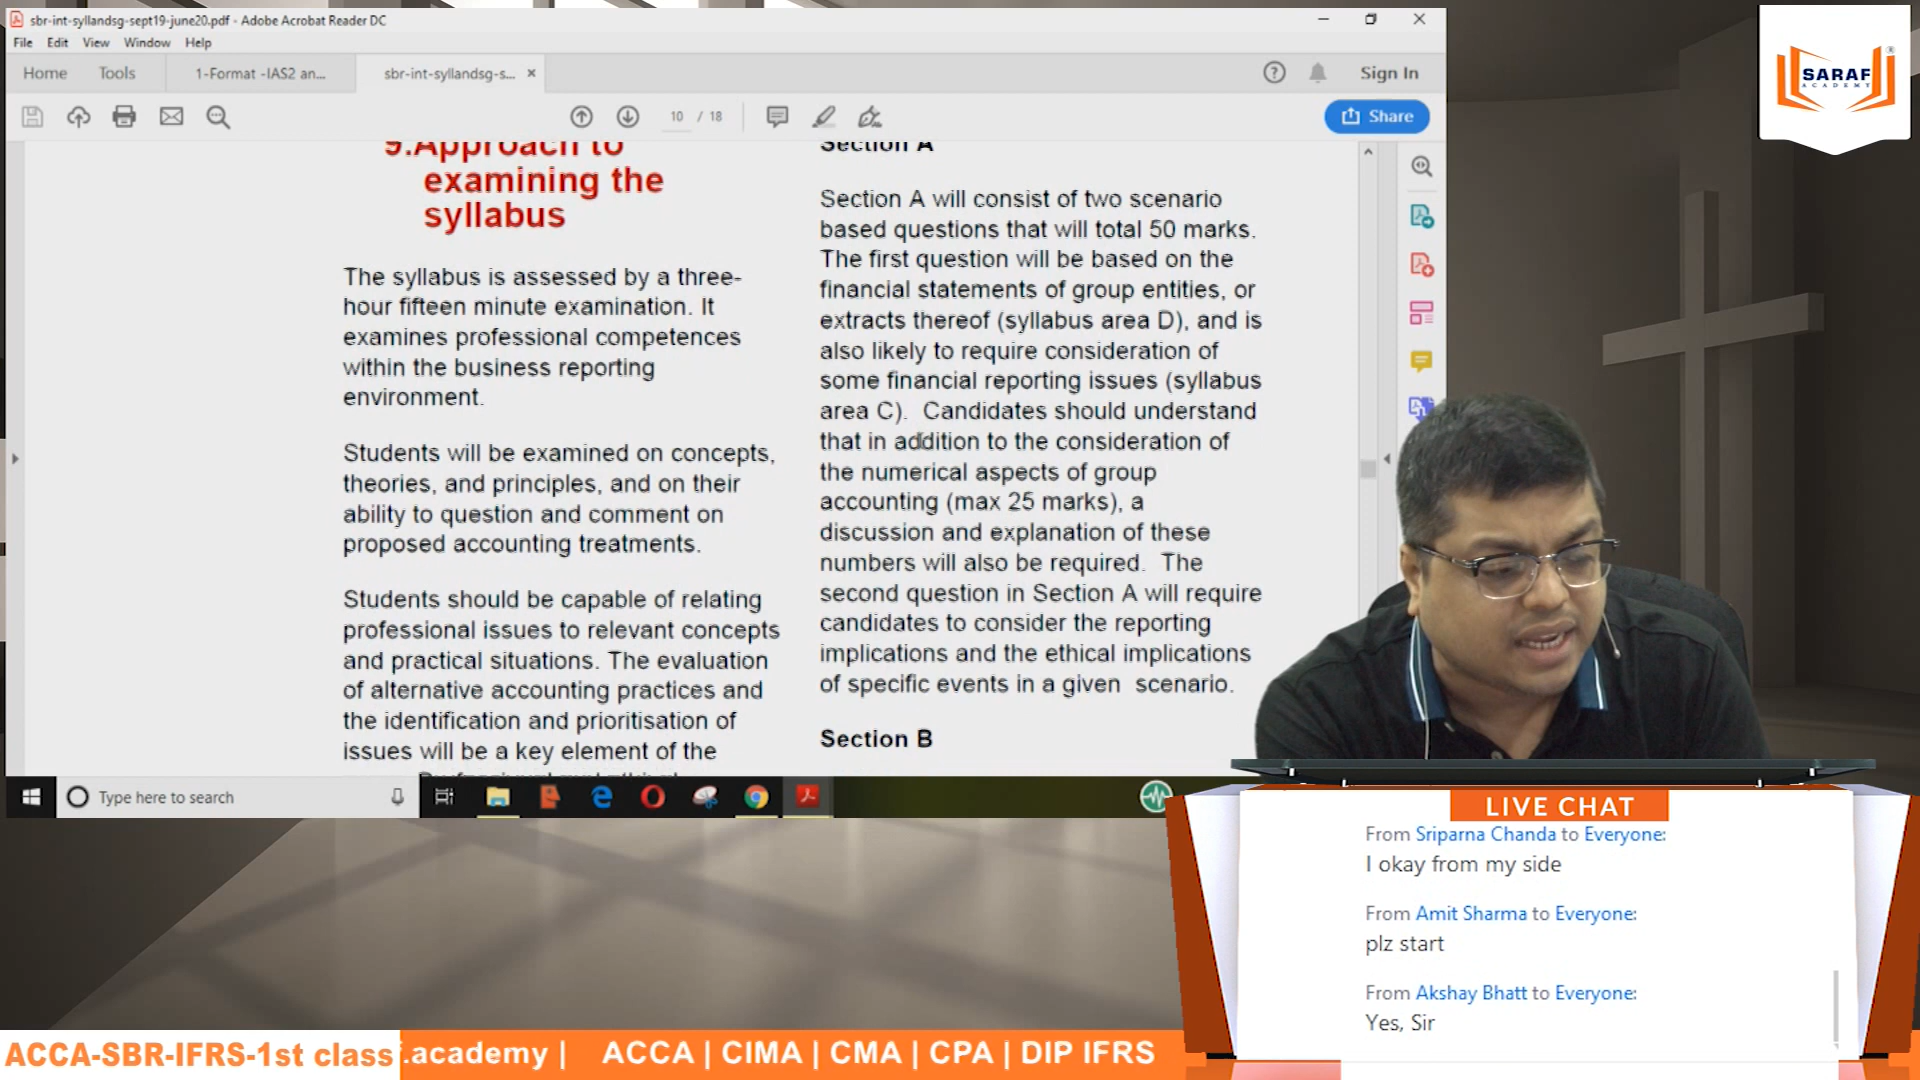 sbr-int-syllandsg-sept19-june20.pdf - Adobe Acrobat Reader DC
File Edit View Window Help
Home Tools 1-Format -IAS2 an... sbr-int-syllandsg-s... × Sign In
10 / 18 Share
9.Approach to
examining the
syllabus
The syllabus is assessed by a three-
hour fifteen minute examination. It
examines professional competences
within the business reporting
environment.
Students will be examined on concepts,
theories, and principles, and on their
ability to question and comment on
proposed accounting treatments.
Students should be capable of relating
professional issues to relevant concepts
and practical situations. The evaluation
of alternative accounting practices and
the identification and prioritisation of
issues will be a key element of the
Section A
Section A will consist of two scenario
based questions that will total 50 marks.
The first question will be based on the
financial statements of group entities, or
extracts thereof (syllabus area D), and is
also likely to require consideration of
some financial reporting issues (syllabus
area C).  Candidates should understand
that in addition to the consideration of
the numerical aspects of group
accounting (max 25 marks), a
discussion and explanation of these
numbers will also be required.  The
second question in Section A will require
candidates to consider the reporting
implications and the ethical implications
of specific events in a given  scenario.
Section B
Type here to search
SARAF
ACADEMY
LIVE CHAT
From Sriparna Chanda to Everyone:
I okay from my side
From Amit Sharma to Everyone:
plz start
From Akshay Bhatt to Everyone:
Yes, Sir
ACCA-SBR-IFRS-1st class
.academy | ACCA | CIMA | CMA | CPA | DIP IFRS